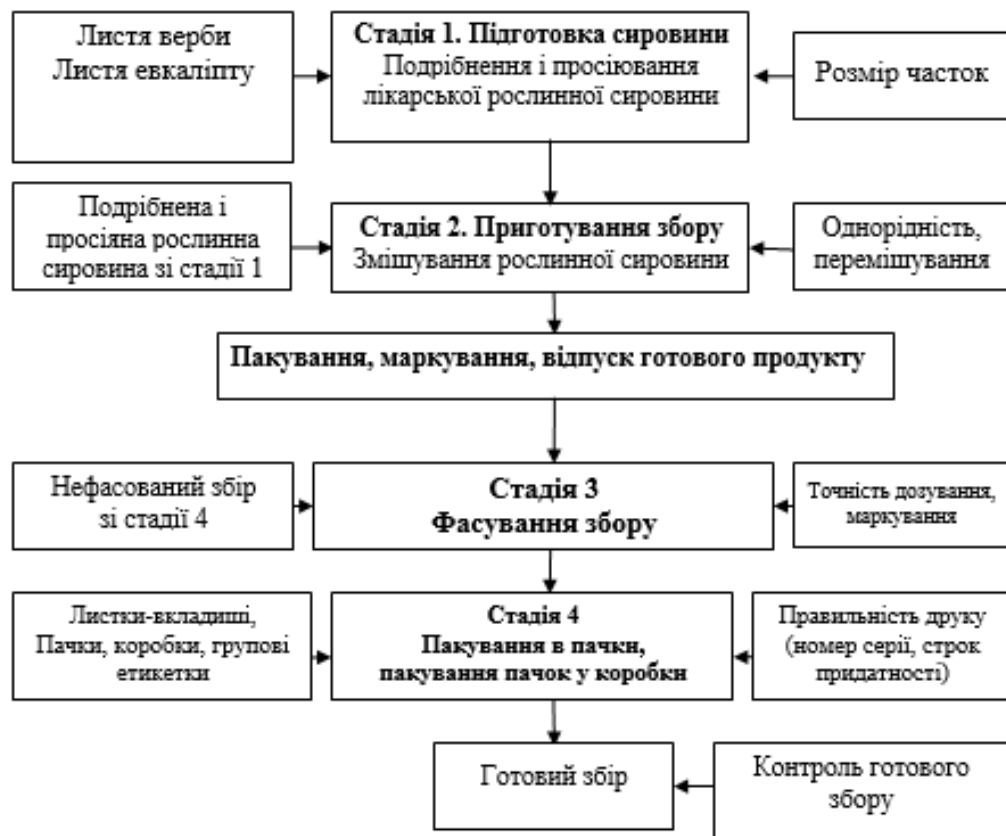 Листя верби
Листя евкаліпту
Стадія 1. Підготовка сировини
Подрібнення і просіювання
лікарської рослинної сировини
Розмір часток
Подрібнена і
просіяна рослинна
сировина зі стадії 1
Стадія 2. Приготування збору
Змішування рослинної сировини
Однорідність,
перемішування
Пакування, маркування, відпуск готового продукту
Нефасований збір
зі стадії 4
Стадія 3
Фасування збору
Точність дозування,
маркування
Листки-вкладиші,
Пачки, коробки, групові
етикетки
Стадія 4
Пакування в пачки,
пакування пачок у коробки
Правильність друку
(номер серії, строк
придатності)
Готовий збір
Контроль готового
збору